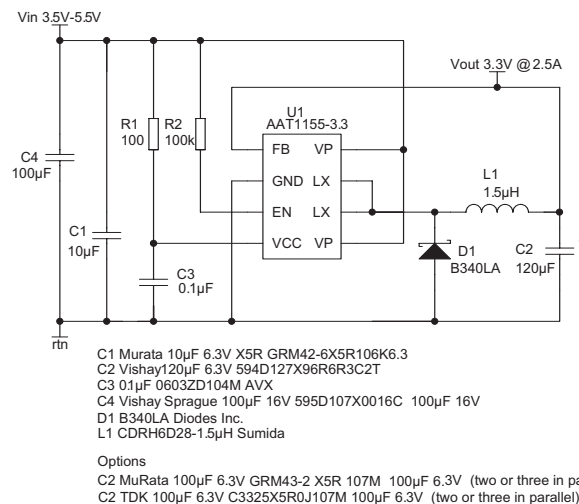 Vin 3.5V-5.5V
Vout 3.3V @2.5A
U1
AAT1155-3.3
R1
100
R2
100k
FB VP
GND LX
EN LX
VCC VP
L1
1.5µH
C4
100µF
C1
10µF
C3
0.1µF
D1
B340LA
C2
120µF
rtn
C1 Murata 10µF 6.3V X5R GRM42-6X5R106K6.3
C2 Vishay120µF 6.3V 594D127X96R6R3C2T
C3 0.1µF 0603ZD104M AVX
C4 Vishay Sprague 100µF 16V 595D107X0016C 100µF 16V
D1 B340LA Diodes Inc.
L1 CDRH6D28-1.5µH Sumida
Options
C2 MuRata 100µF 6.3V GRM43-2 X5R 107M 100µF 6.3V (two or three in pa
C2 TDK 100µF 6.3V C3325X5R0J107M 100µF 6.3V (two or three in parallel)